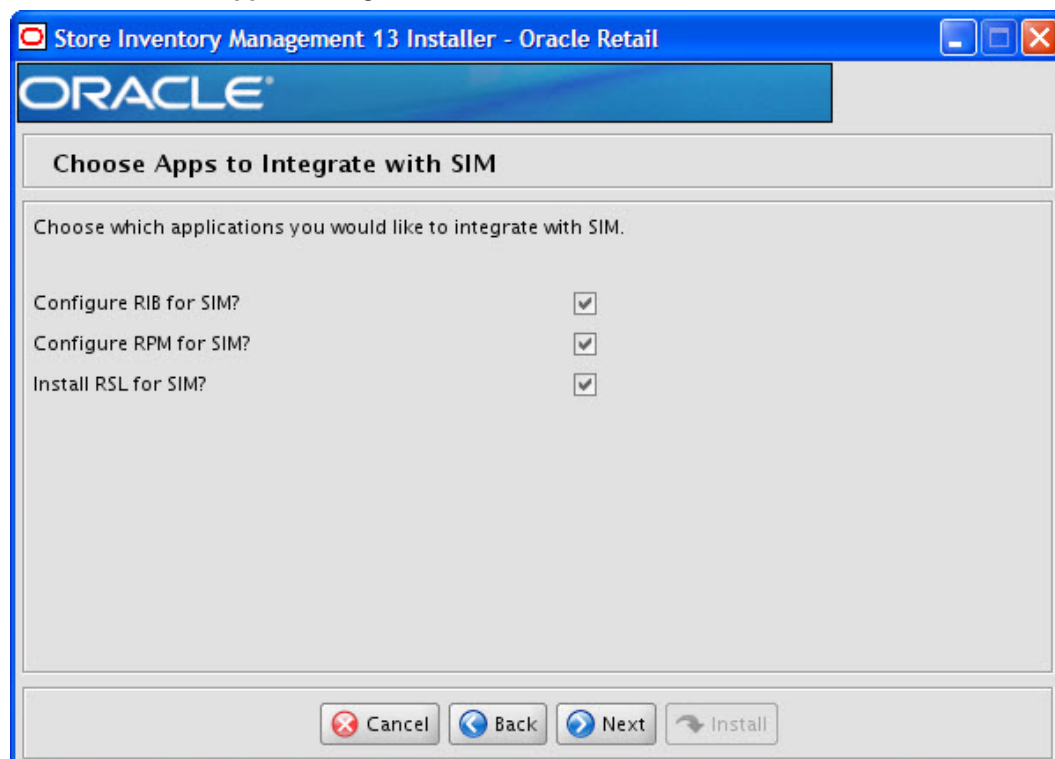 Store Inventory Management 13 Installer - Oracle Retail
ORACLE®
Choose Apps to Integrate with SIM
Choose which applications you would like to integrate with SIM.
Configure RIB for SIM?
Configure RPM for SIM?
Install RSL for SIM?
Cancel Back Next Install